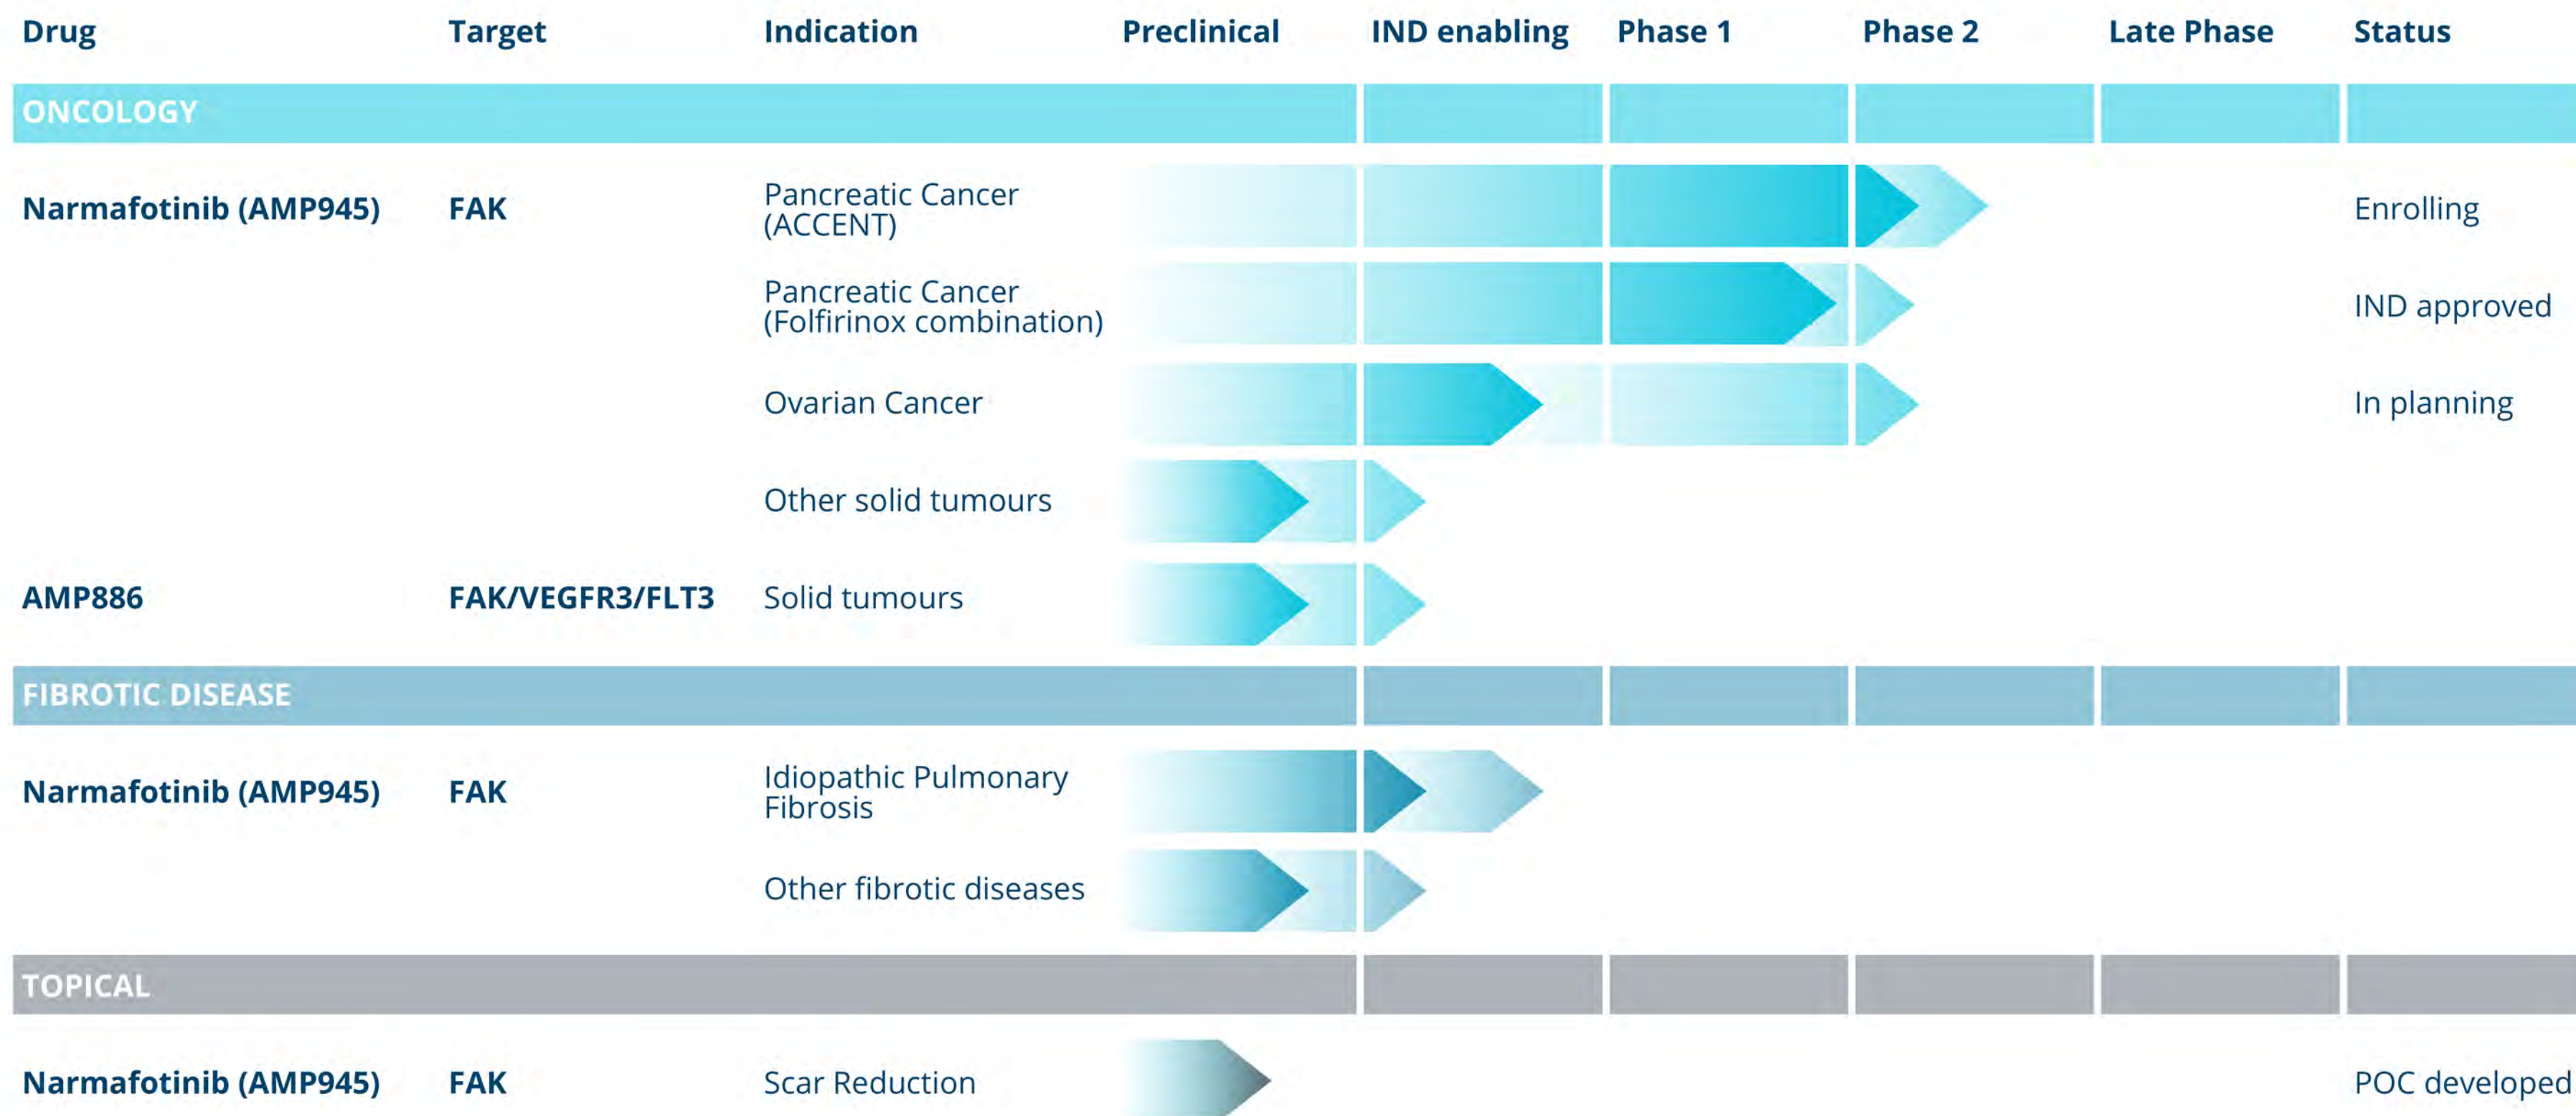 Drug Target Indication Preclinical IND enabling Phase 1 Phase 2 Late Phase Status
ONCOLOGY
Narmafotinib (AMP945) FAK Pancreatic Cancer
(ACCENT) Enrolling
Pancreatic Cancer
(Folfirinox combination) IND approved
Ovarian Cancer In planning
Other solid tumours
AMP886 FAK/VEGFR3/FLT3 Solid tumours
FIBROTIC DISEASE
Narmafotinib (AMP945) FAK Idiopathic Pulmonary
Fibrosis
Other fibrotic diseases
TOPICAL
Narmafotinib (AMP945) FAK Scar Reduction POC developed